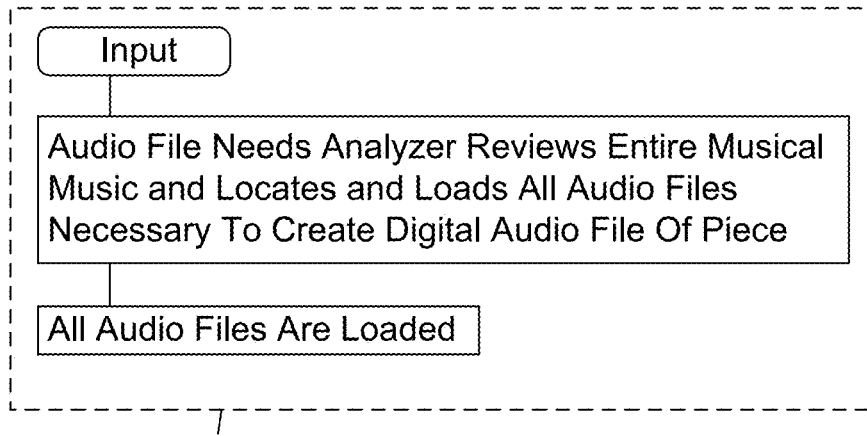 Input
Audio File Needs Analyzer Reviews Entire Musical
Music and Locates and Loads All Audio Files
Necessary To Create Digital Audio File Of Piece
All Audio Files Are Loaded